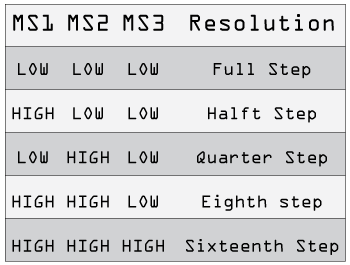 MS1 MS2 MS3 Resolution
LOW LOW LOW Full Step
HIGH LOW LOW Halft Step
LOW HIGH LOW Quarter Step
HIGH HIGH LOW Eighth step
HIGH HIGH HIGH Sixteenth Step